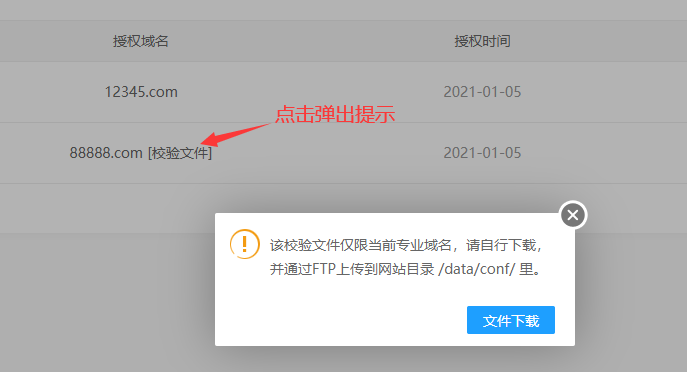 授权域名 授权时间
12345.com 2021-01-05
点击弹出提示
88888.com [校验文件] 2021-01-05
该校验文件仅限当前专业域名，请自行下载，
并通过FTP上传到网站目录 /data/conf/ 里。
文件下载